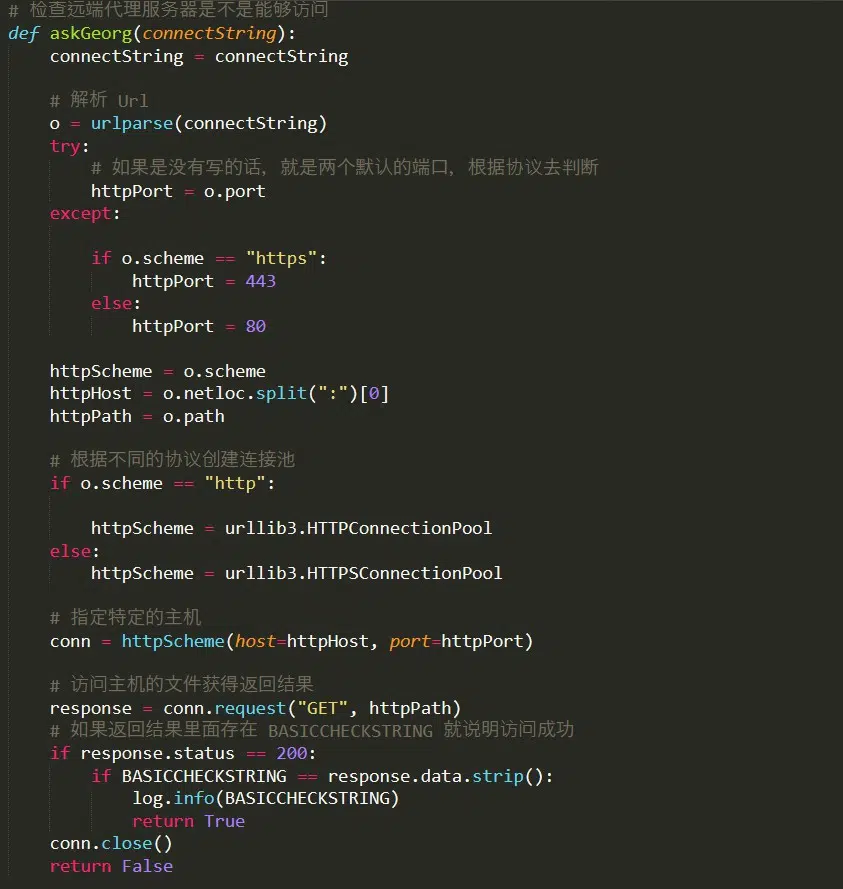 # 检查远端代理服务器是不是能够访问
def askGeorg(connectString):
    connectString = connectString
    # 解析 Url
    o = urlparse(connectString)
    try:
        # 如果是没有写的话, 就是两个默认的端口, 根据协议去判断
        httpPort = o.port
    except:
        if o.scheme == "https":
            httpPort = 443
        else:
            httpPort = 80
    httpScheme = o.scheme
    httpHost = o.netloc.split(":")[0]
    httpPath = o.path
    # 根据不同的协议创建连接池
    if o.scheme == "http":
        httpScheme = urllib3.HTTPConnectionPool
    else:
        httpScheme = urllib3.HTTPSConnectionPool
    # 指定特定的主机
    conn = httpScheme(host=httpHost, port=httpPort)
    # 访问主机的文件获得返回结果
    response = conn.request("GET", httpPath)
    # 如果返回结果里面存在 BASICCHECKSTRING 就说明访问成功
    if response.status == 200:
        if BASICCHECKSTRING == response.data.strip():
            log.info(BASICCHECKSTRING)
            return True
    conn.close()
    return False